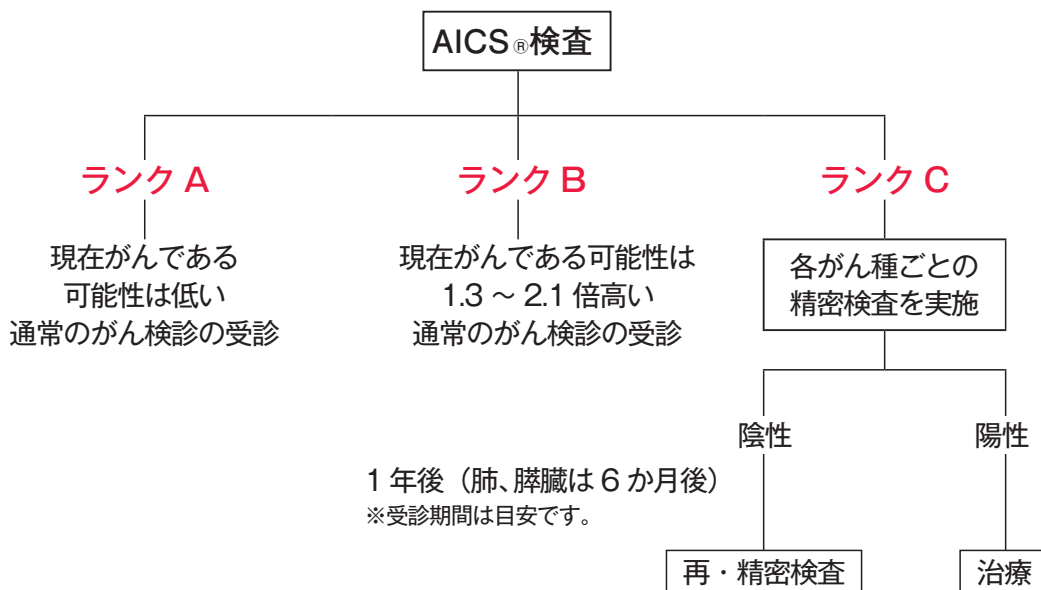 AICS®検査
ランク A
ランク B
ランク C
現在がんである
可能性は低い
通常のがん検診の受診
現在がんである可能性は
1.3 ～ 2.1 倍高い
通常のがん検診の受診
各がん種ごとの
精密検査を実施
陰性
陽性
1 年後（肺、膵臓は 6 か月後）
※受診期間は目安です。
再・精密検査
治療